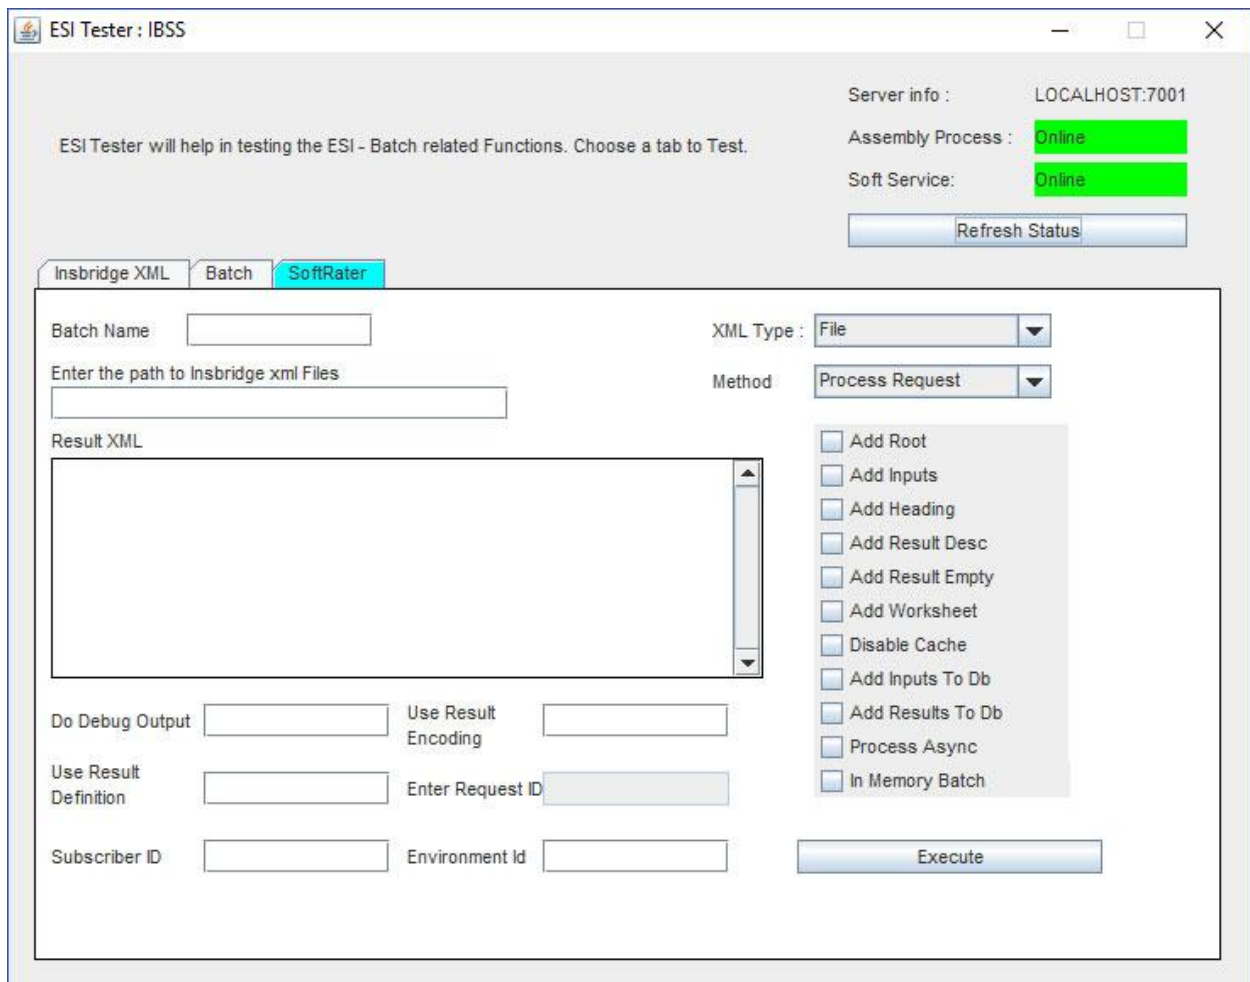 ESI Tester : IBSS
Server info : LOCALHOST:7001
ESI Tester will help in testing the ESI - Batch related Functions. Choose a tab to Test.
Assembly Process : Online
Soft Service: Online
Refresh Status
Insbridge XML Batch SoftRater
Batch Name XML Type : File
Enter the path to Insbridge xml Files
Method Process Request
Result XML
Add Root
Add Inputs
Add Heading
Add Result Desc
Add Result Empty
Add Worksheet
Disable Cache
Add Inputs To Db
Add Results To Db
Process Async
In Memory Batch
Do Debug Output
Use Result
Encoding
Use Result
Definition
Enter Request ID
Subscriber ID
Environment Id
Execute